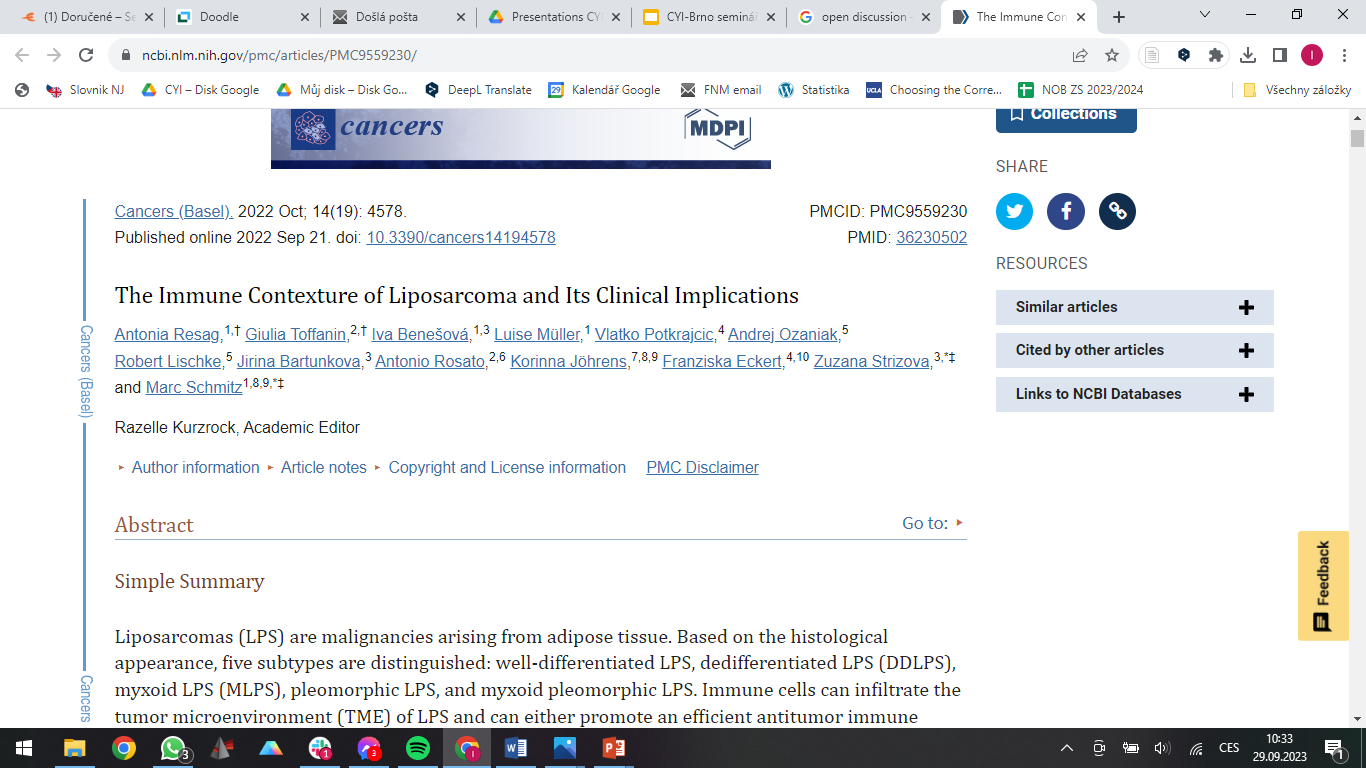 (1) Doručené – Se
Doodle
Došlá pošta
Presentations CYI
CYI-Brno seminář
open discussion -
The Immune Con
ncbi.nlm.nih.gov/pmc/articles/PMC9559230/
Slovnik NJ
CYI – Disk Google
Můj disk – Disk Go...
DeepL Translate
Kalendář Google
FNM email
Statistika
Choosing the Corre...
NOB ZS 2023/2024
Všechny záložky
cancers
MDPI
Collections
SHARE
RESOURCES
Similar articles
Cited by other articles
Links to NCBI Databases
Cancers (Basel). 2022 Oct; 14(19): 4578.
PMCID: PMC9559230
Published online 2022 Sep 21. doi: 10.3390/cancers14194578
PMID: 36230502
The Immune Contexture of Liposarcoma and Its Clinical Implications
Antonia Resag,1,† Giulia Toffanin,2,† Iva Benešová,1,3 Luise Müller,1 Vlatko Potkrajcic,4 Andrej Ozaniak,5
Robert Lischke,5 Jirina Bartunkova,3 Antonio Rosato,2,6 Korinna Jöhrens,7,8,9 Franziska Eckert,4,10 Zuzana Strizova,3,*‡
and Marc Schmitz1,8,9,*‡
Razelle Kurzrock, Academic Editor
Author information Article notes Copyright and License information PMC Disclaimer
Abstract
Go to:
Simple Summary
Liposarcomas (LPS) are malignancies arising from adipose tissue. Based on the histological
appearance, five subtypes are distinguished: well-differentiated LPS, dedifferentiated LPS (DDLPS),
myxoid LPS (MLPS), pleomorphic LPS, and myxoid pleomorphic LPS. Immune cells can infiltrate the
tumor microenvironment (TME) of LPS and can either promote an efficient antitumor immune
Cancers (Basel)
Cancers
Feedback
CES
10:33
29.09.2023